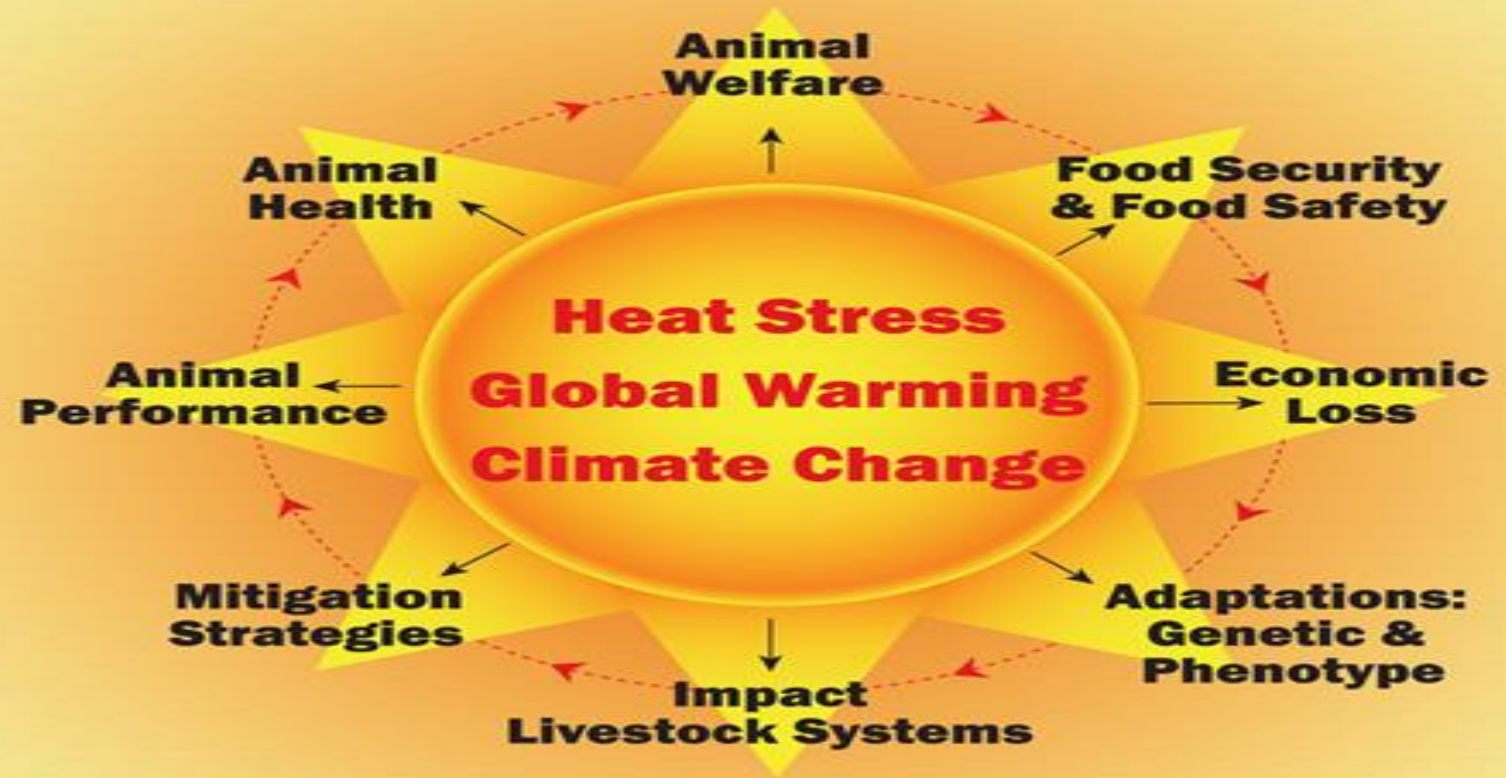 Animal
Welfare
Food Security
& Food Safety
Economic
Loss
Adaptations:
Genetic &
Phenotype
Impact
Livestock Systems
Mitigation
Strategies
Animal
Performance
Animal
Health
Heat Stress
Global Warming
Climate Change